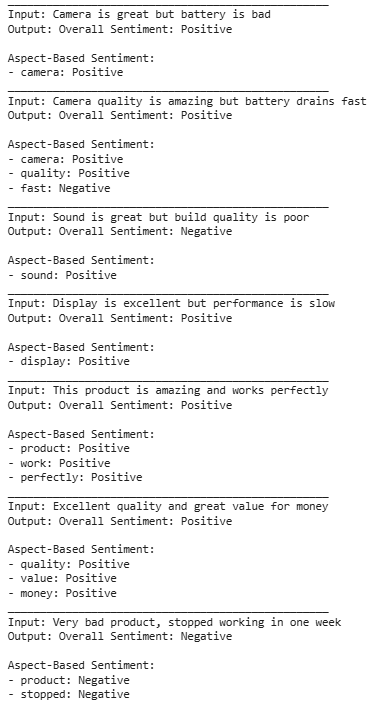 Input: Camera is great but battery is bad
Output: Overall Sentiment: Positive
Aspect-Based Sentiment:
- camera: Positive
Input: Camera quality is amazing but battery drains fast
Output: Overall Sentiment: Positive
Aspect-Based Sentiment:
- camera: Positive
- quality: Positive
- fast: Negative
Input: Sound is great but build quality is poor
Output: Overall Sentiment: Negative
Aspect-Based Sentiment:
- sound: Positive
Input: Display is excellent but performance is slow
Output: Overall Sentiment: Positive
Aspect-Based Sentiment:
- display: Positive
Input: This product is amazing and works perfectly
Output: Overall Sentiment: Positive
Aspect-Based Sentiment:
- product: Positive
- work: Positive
- perfectly: Positive
Input: Excellent quality and great value for money
Output: Overall Sentiment: Positive
Aspect-Based Sentiment:
- quality: Positive
- value: Positive
- money: Positive
Input: Very bad product, stopped working in one week
Output: Overall Sentiment: Negative
Aspect-Based Sentiment:
- product: Negative
- stopped: Negative